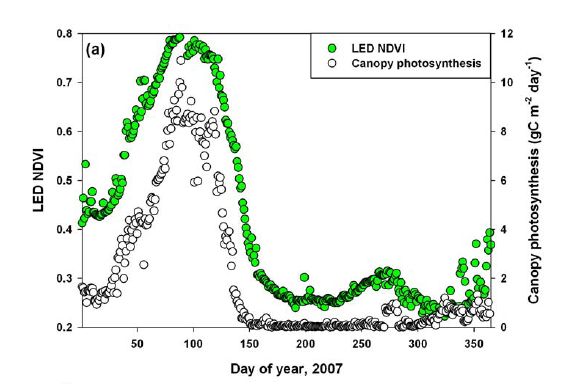 (a)
LED NDVI
Canopy photosynthesis
0.8
0.7
0.6
0.5
0.4
0.3
0.2
LED NDVI
12
10
8
6
4
2
0
Canopy photosynthesis (gC m⁻² day⁻¹)
50 100 150 200 250 300 350
Day of year, 2007